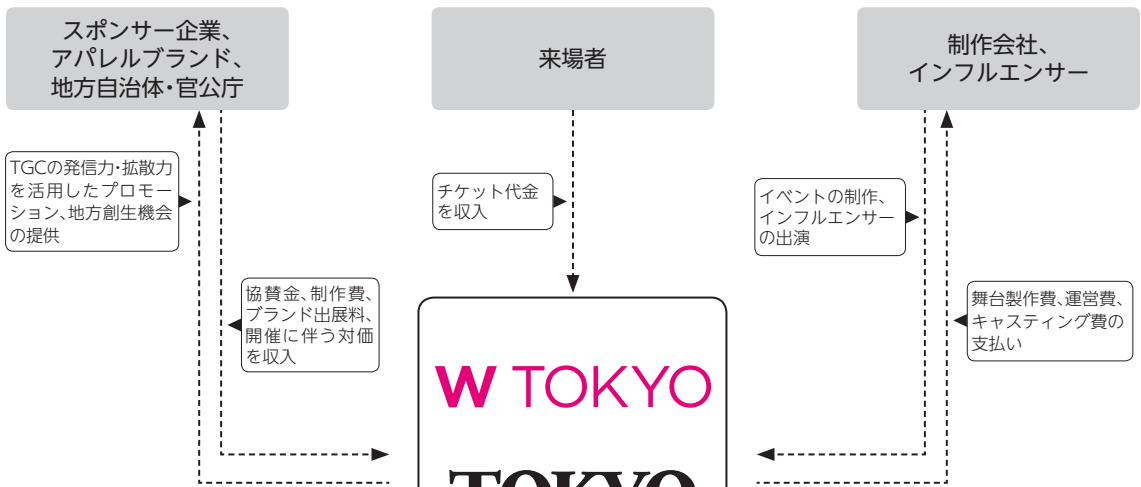 スポンサー企業、
アパレルブランド、
地方自治体・官公庁
来場者
制作会社、
インフルエンサー
TGCの発信力・拡散力
を活用したプロモー
ション、地方創生機会
の提供
チケット代金
を収入
イベントの制作、
インフルエンサー
の出演
協賛金、制作費、
ブランド出展料、
開催に伴う対価
を収入
舞台製作費、運営費、
キャスティング費の
支払い
W TOKYO
TOKYO